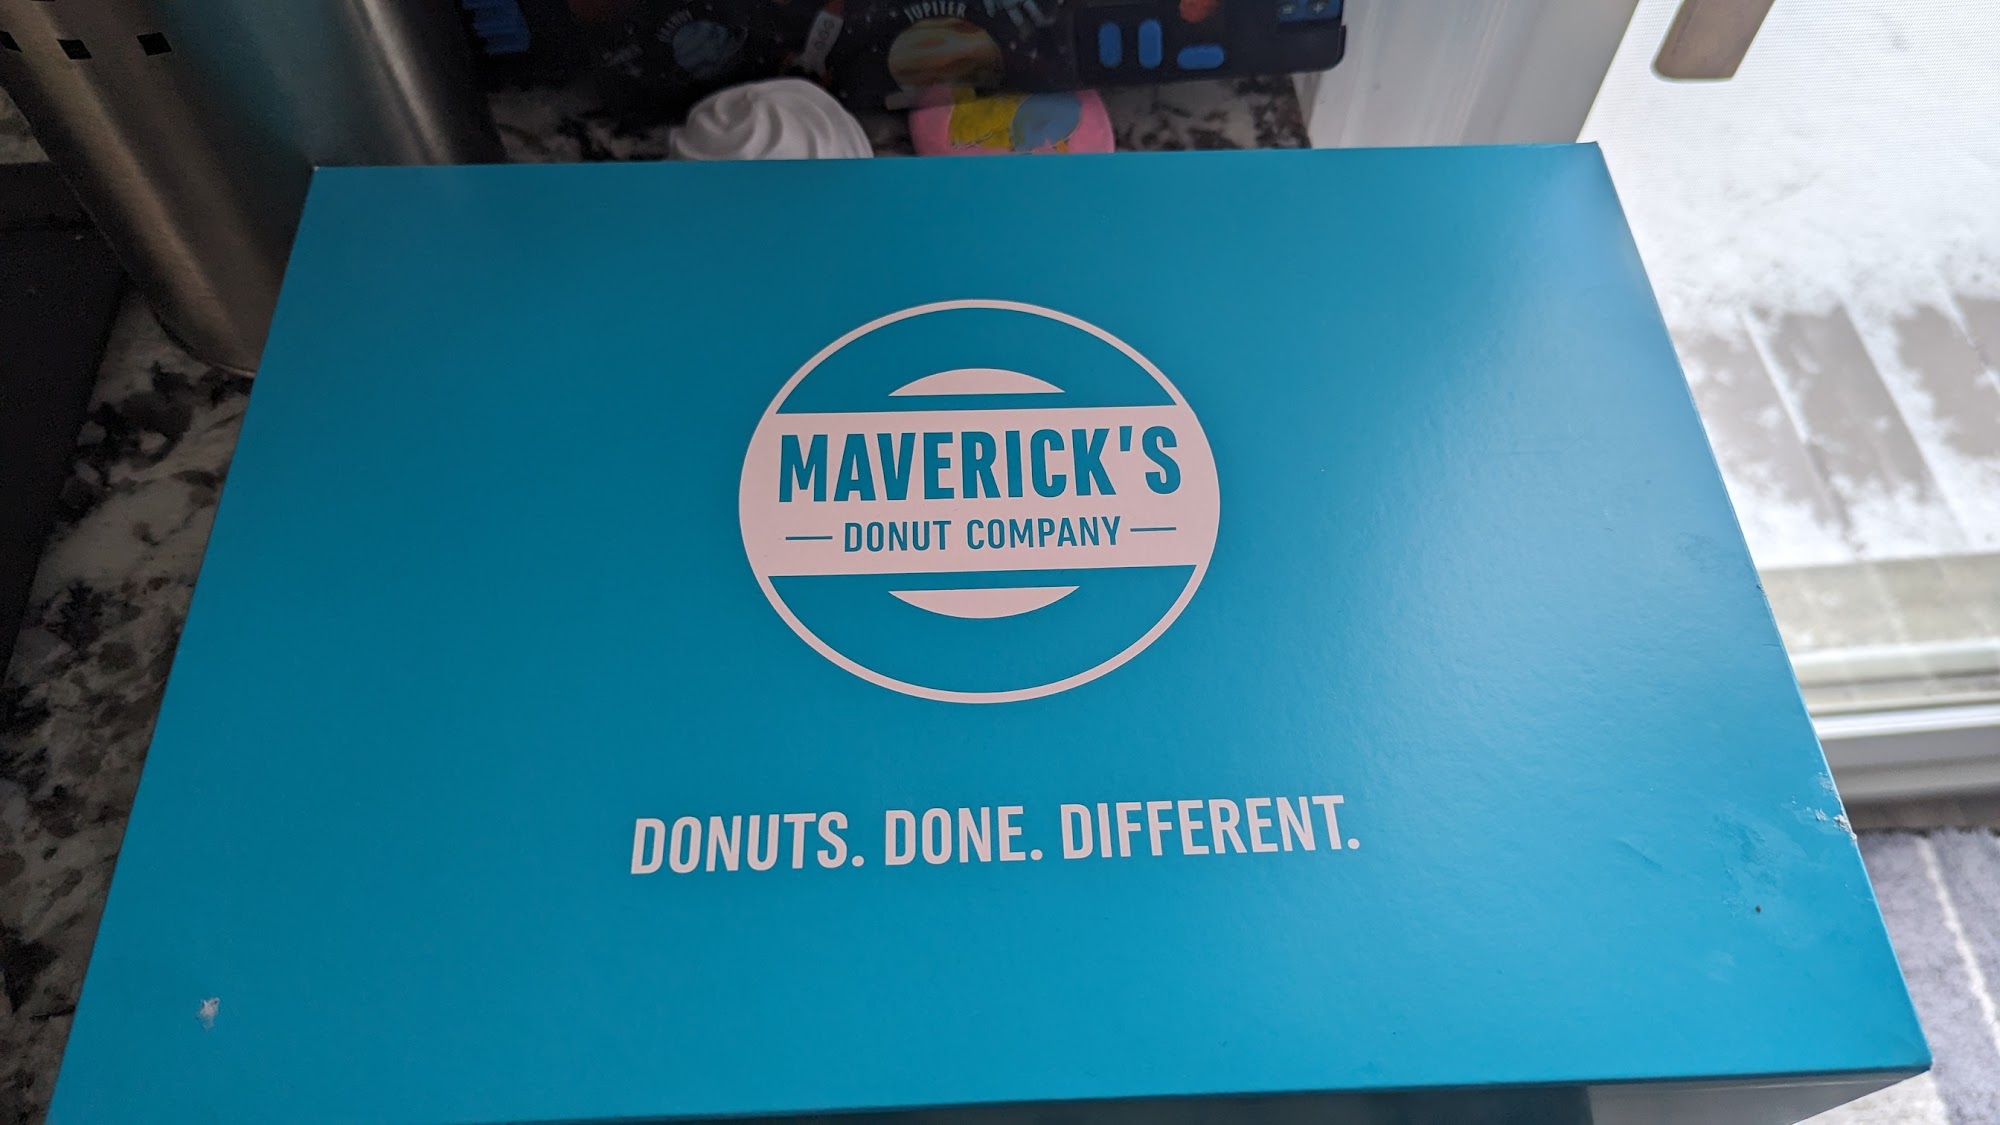 JUPITER
MAVERICK'S
DONUT COMPANY
DONUTS. DONE. DIFFERENT.